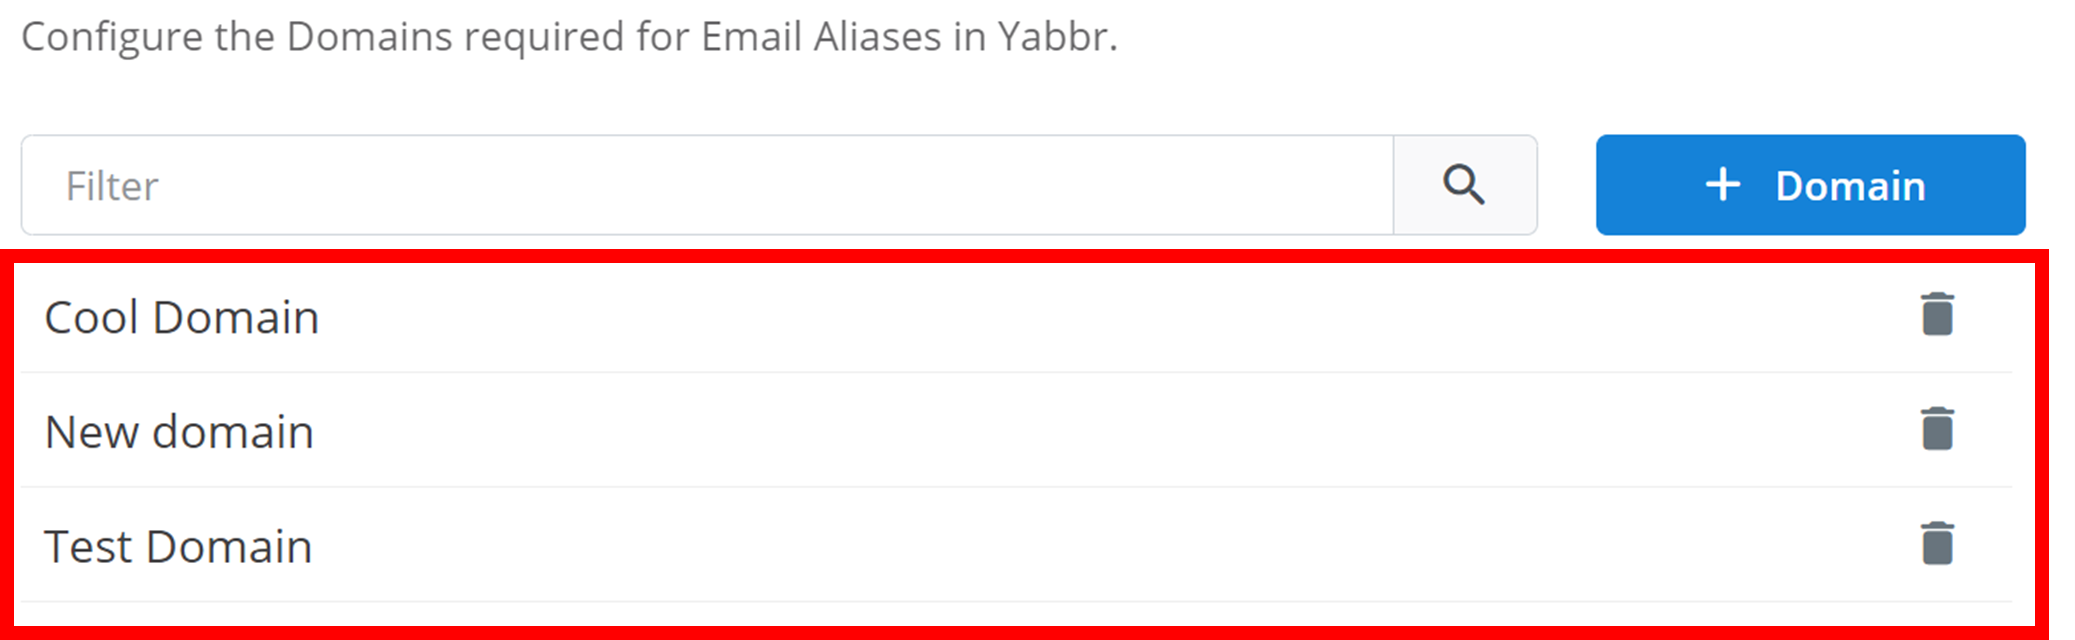 Configure the Domains required for Email Aliases in Yabbr.
Filter
+ Domain
Cool Domain
New domain
Test Domain